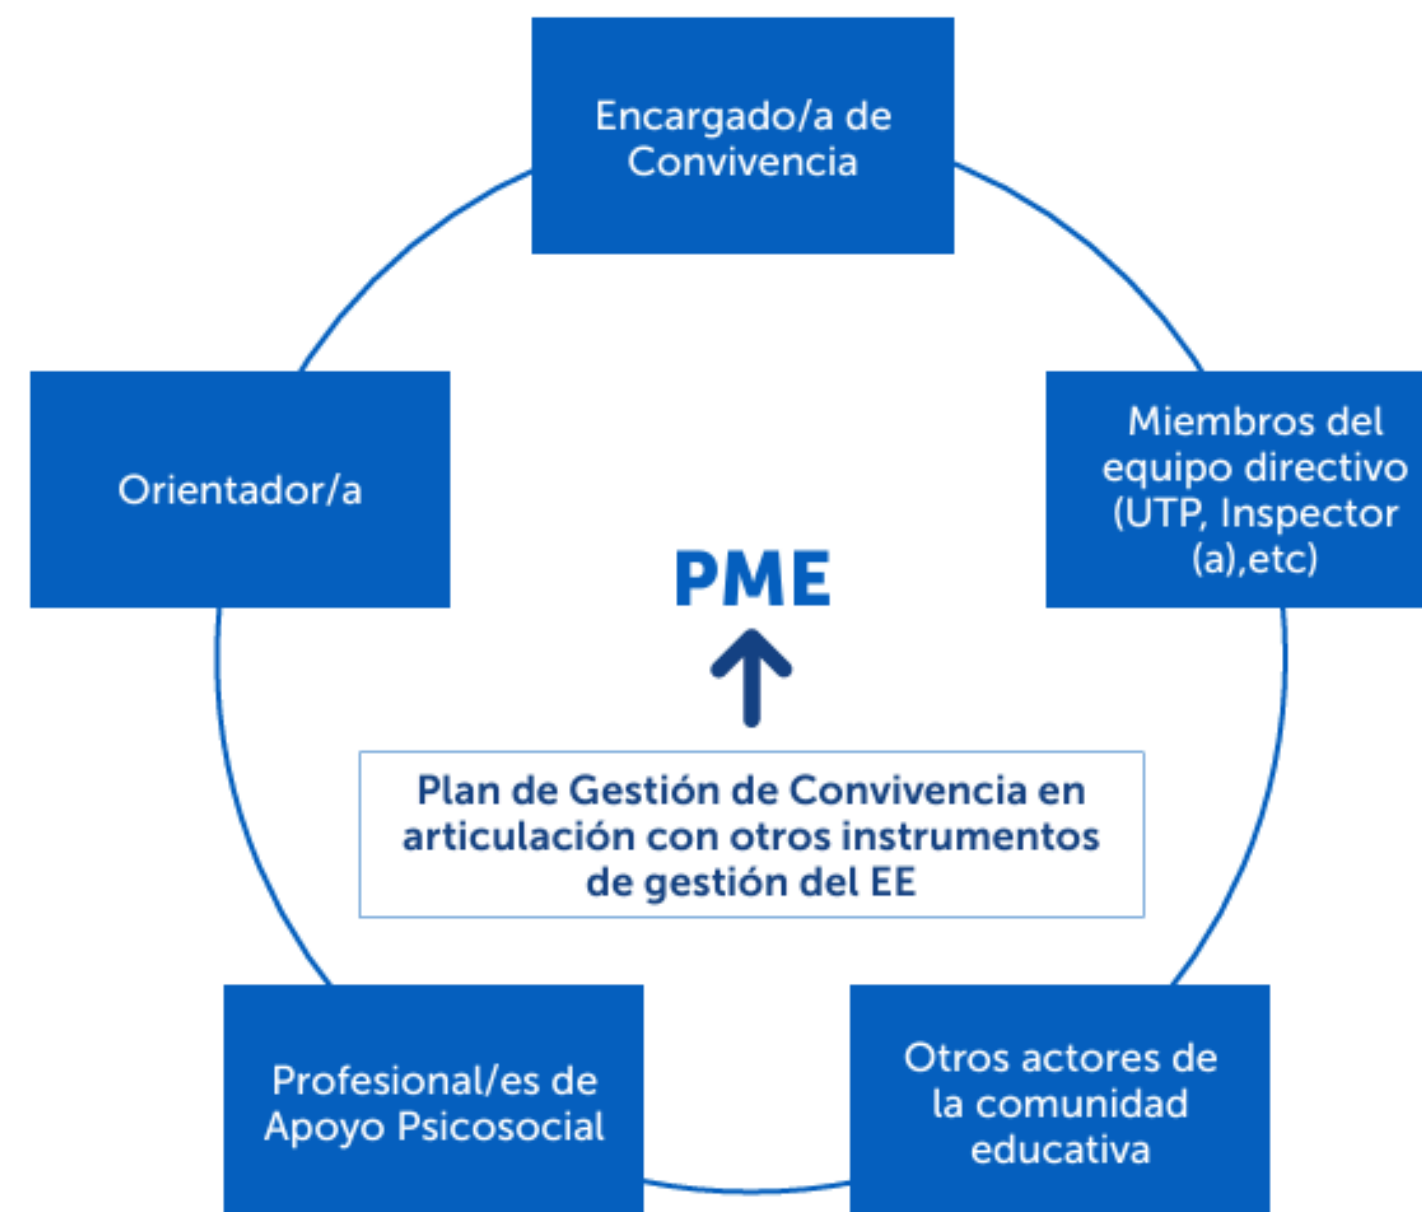 Encargado/a de
Convivencia
Orientador/a
Miembros del
equipo directivo
(UTP, Inspector
(a),etc)
PME
Plan de Gestión de Convivencia en
articulación con otros instrumentos
de gestión del EE
Profesional/es de
Apoyo Psicosocial
Otros actores de
la comunidad
educativa